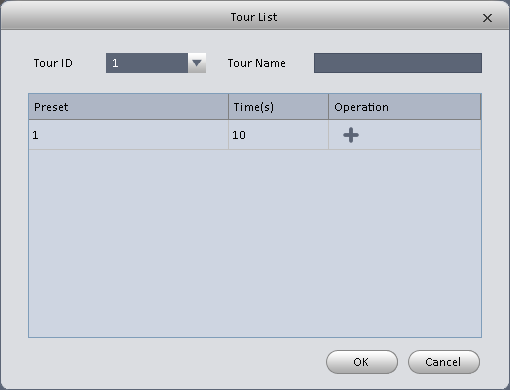 Tour List
Tour ID 1 Tour Name
Preset Time(s) Operation
1 10
OK Cancel